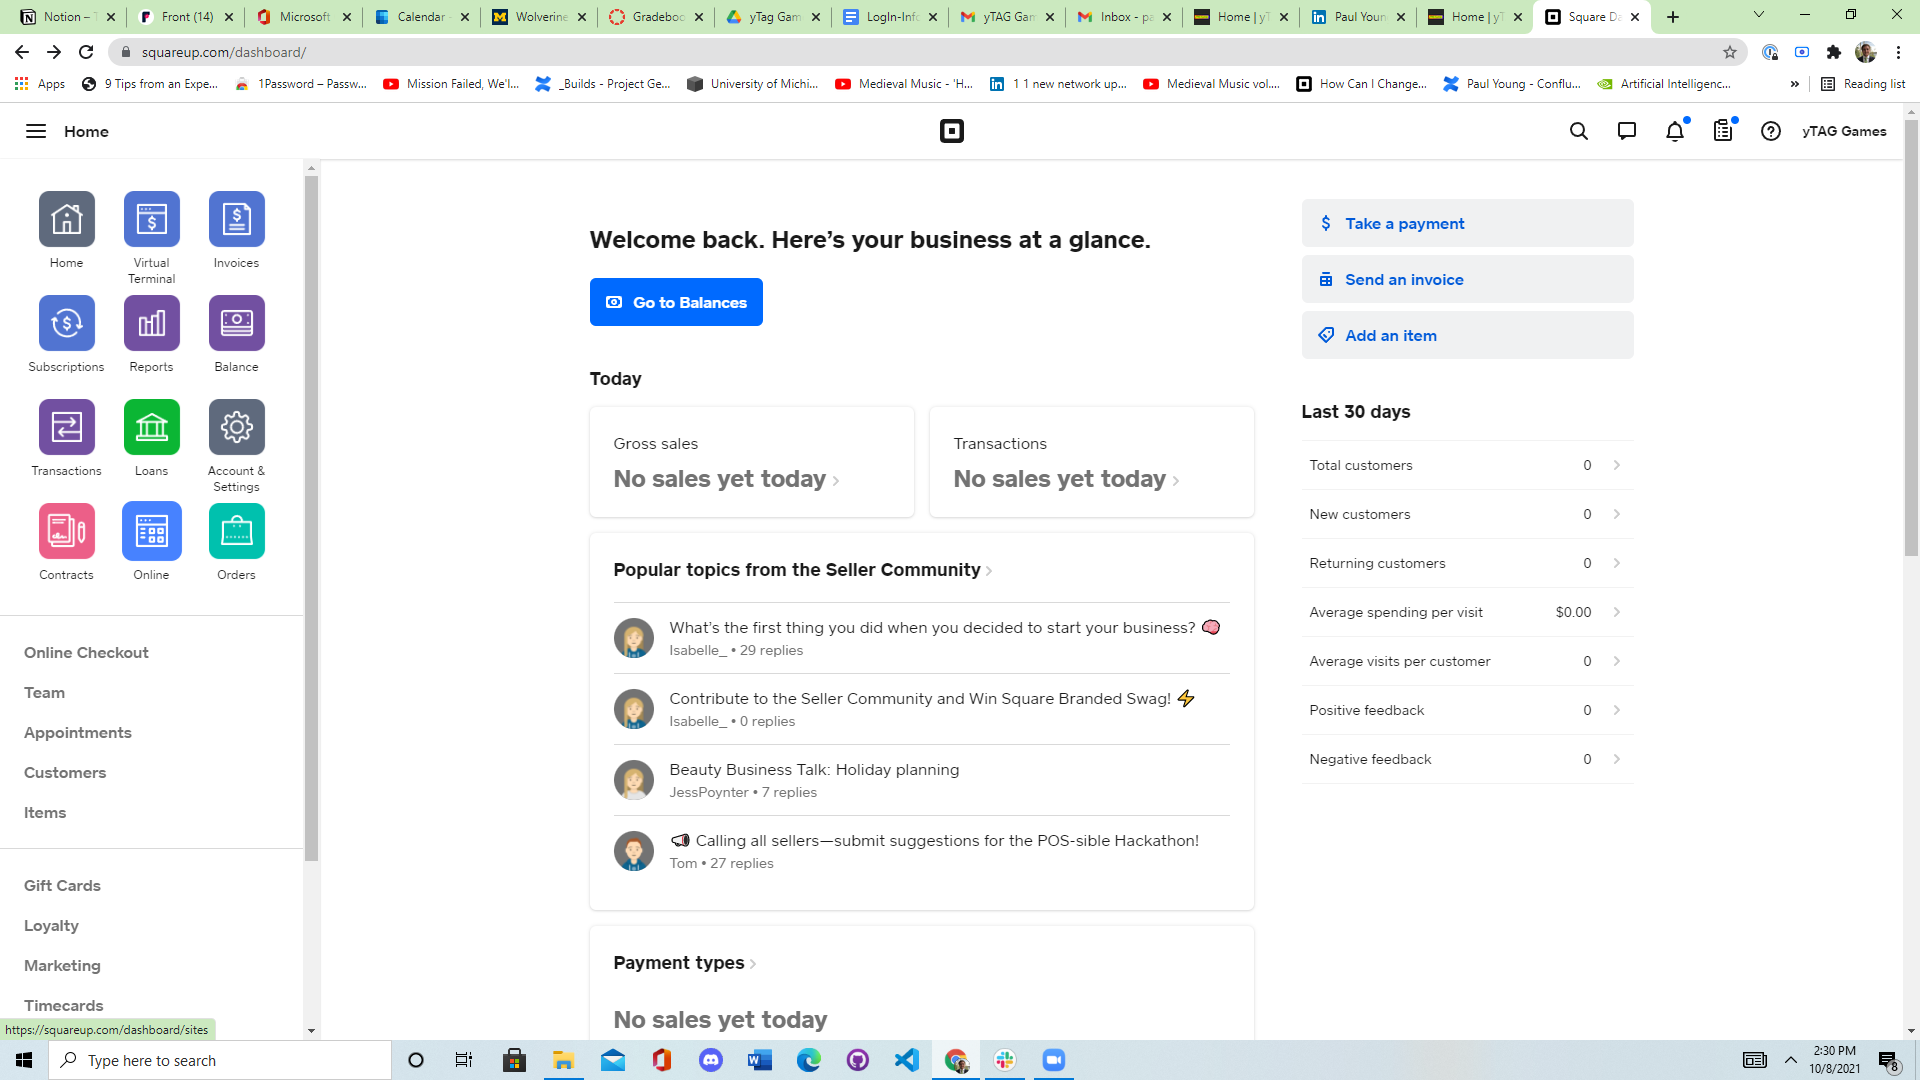 Notion – T
Front (14)
Microsoft
Calendar -
Wolverine
Gradeboo
yTag Gam
LogIn-Info
yTAG Gam
Inbox - pa
Home | yT
Paul Youn
Home | yT
Square Da
squareup.com/dashboard/
Apps
9 Tips from an Expe...
1Password – Passw...
Mission Failed, We'l...
_Builds - Project Ge...
University of Michi...
Medieval Music - 'H...
1 1 new network up...
Medieval Music vol....
How Can I Change...
Paul Young - Conflu...
Artificial Intelligenc...
»
Reading list
Home
yTAG Games
Home
Virtual Terminal
Invoices
Subscriptions
Reports
Balance
Transactions
Loans
Account & Settings
Contracts
Online
Orders
Online Checkout
Team
Appointments
Customers
Items
Gift Cards
Loyalty
Marketing
Timecards
https://squareup.com/dashboard/sites
Welcome back. Here's your business at a glance.
Go to Balances
Today
Gross sales
No sales yet today
Transactions
No sales yet today
Popular topics from the Seller Community
What's the first thing you did when you decided to start your business? 🧠
Isabelle_ • 29 replies
Contribute to the Seller Community and Win Square Branded Swag! ⚡
Isabelle_ • 0 replies
Beauty Business Talk: Holiday planning
JessPoynter • 7 replies
📣 Calling all sellers—submit suggestions for the POS-sible Hackathon!
Tom • 27 replies
Payment types
No sales yet today
Take a payment
Send an invoice
Add an item
Last 30 days
Total customers 0
New customers 0
Returning customers 0
Average spending per visit $0.00
Average visits per customer 0
Positive feedback 0
Negative feedback 0
Type here to search
2:30 PM
10/8/2021
8